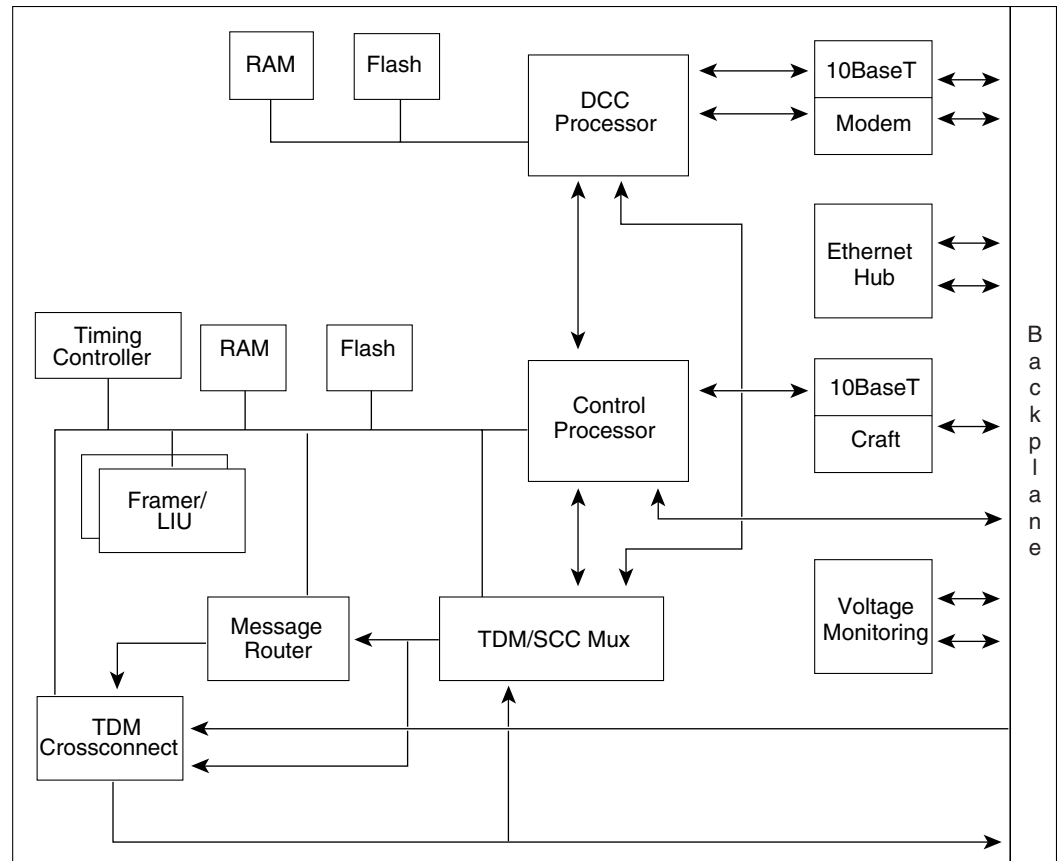 RAM
Flash
DCC
Processor
10BaseT
Modem
Ethernet
Hub
Timing
Controller
RAM
Flash
Control
Processor
10BaseT
Craft
Backplane
Framer/
LIU
Message
Router
TDM/SCC Mux
Voltage
Monitoring
TDM
Crossconnect